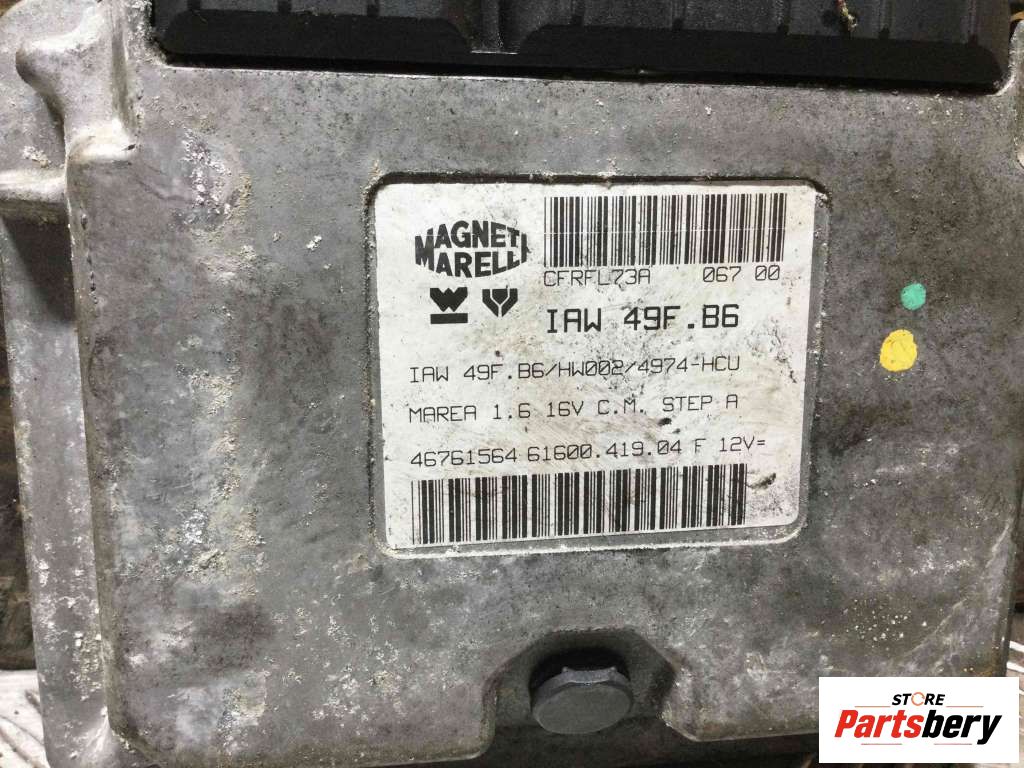 MAGNETI
MARELLI
CFRFL73A 067 00
IAW 49F.B6
IAW 49F.B6/HW002/4974-HCU
MAREA 1.6 16V C.M. STEP A
46761564 61600.419.04 F 12V=
STORE
Partsbery